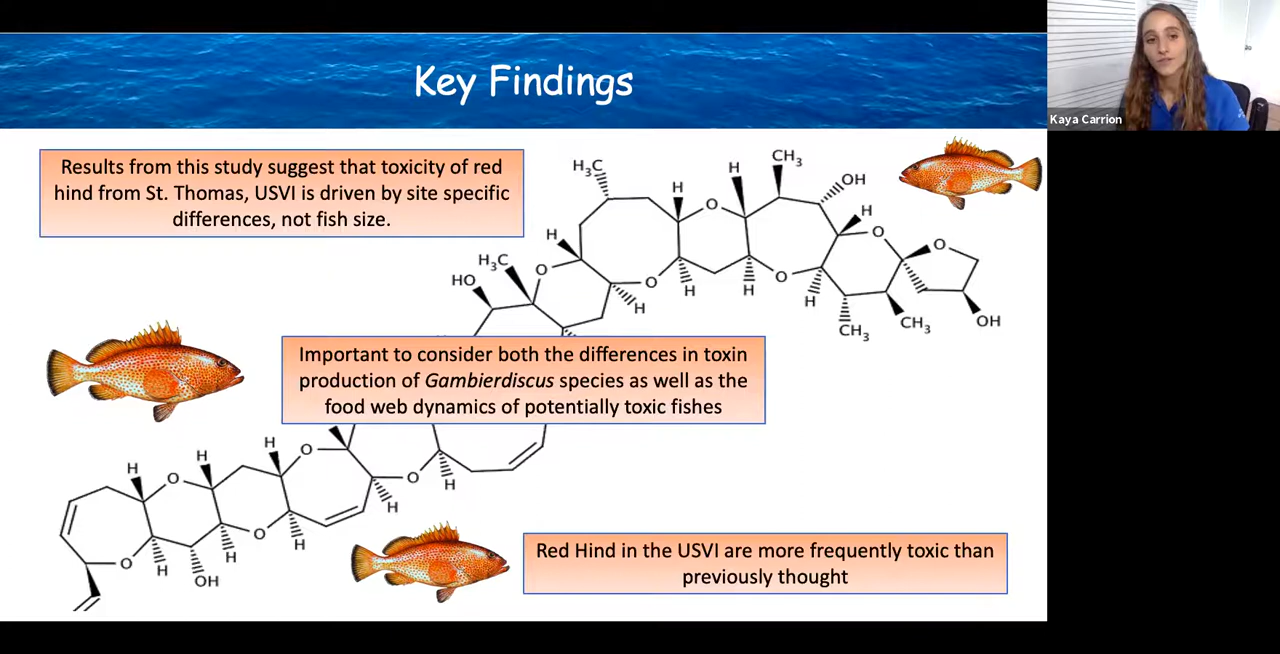 Key Findings
Kaya Carrion
Results from this study suggest that toxicity of red
hind from St. Thomas, USVI is driven by site specific
differences, not fish size.
H₃C
H
O
H
CH₃
OH
H
O
O
H
H₃C
O
HO
O
H
H
H
O
H
H
CH₃
CH₃
OH
Important to consider both the differences in toxin
production of Gambierdiscus species as well as the
food web dynamics of potentially toxic fishes
H
O
H
H
O
O
H
H
O
H
OH
H
O
H
Red Hind in the USVI are more frequently toxic than
previously thought